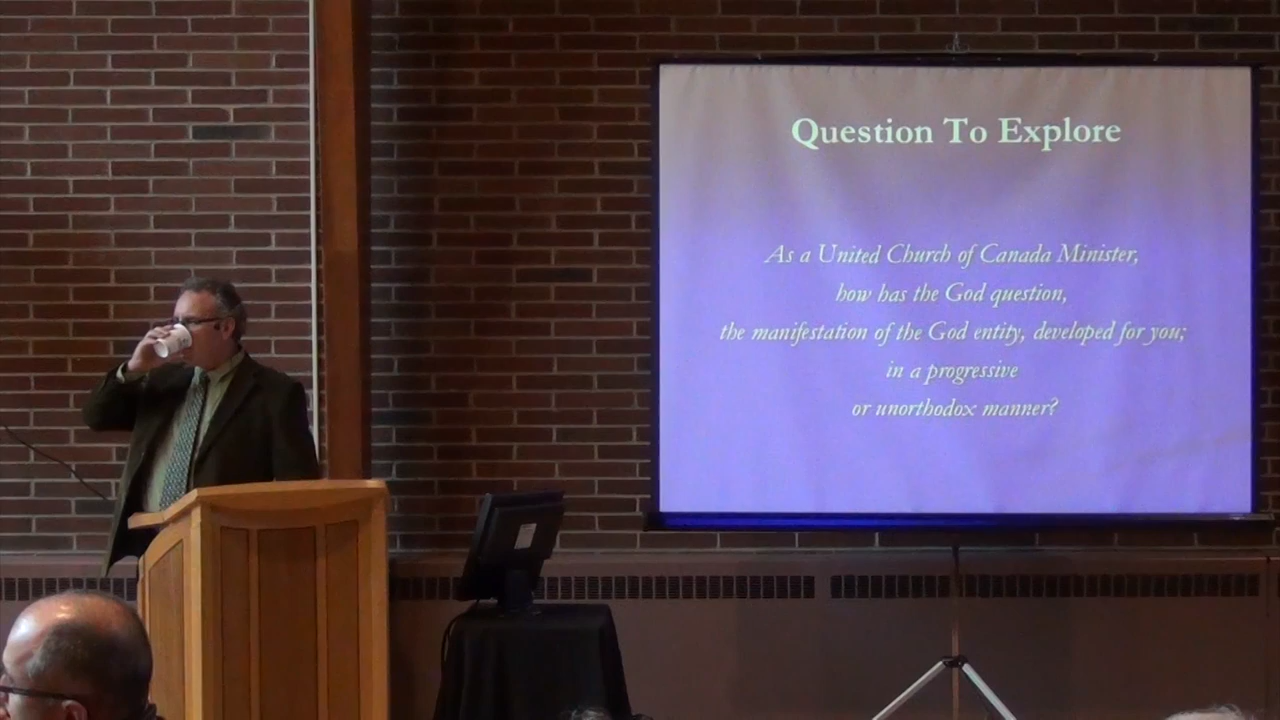 Question To Explore
As a United Church of Canada Minister,
how has the God question,
the manifestation of the God entity, developed for you;
in a progressive
or unorthodox manner?